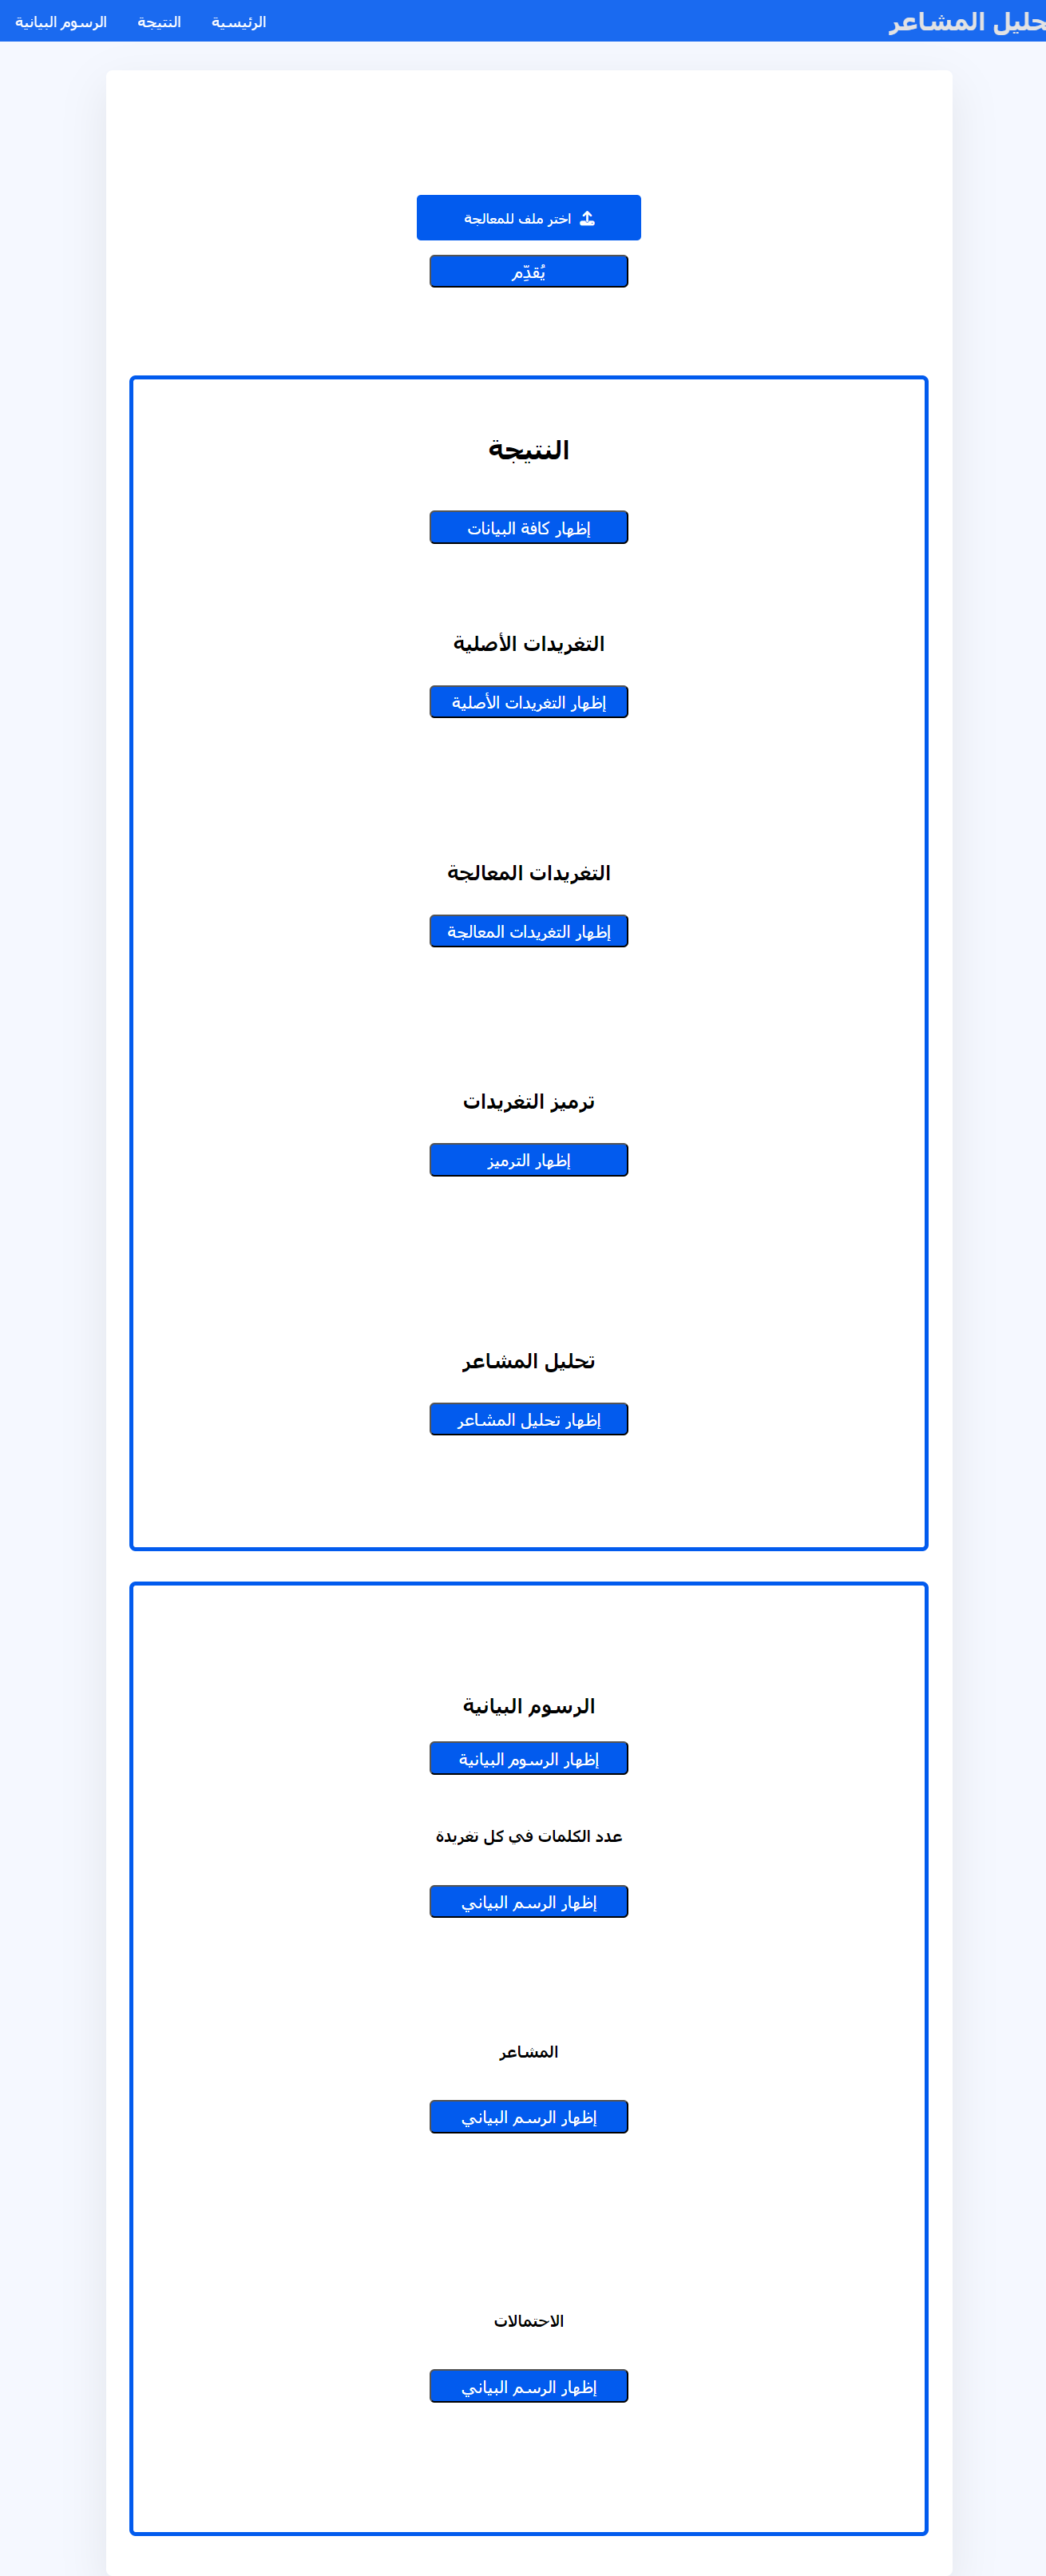 تحليل المشاعر
الرئيسية
النتيجة
الرسوم البيانية
اختر ملف للمعالجة
يُقدِّم
النتيجة
إظهار كافة البيانات
التغريدات الأصلية
إظهار التغريدات الأصلية
التغريدات المعالجة
إظهار التغريدات المعالجة
ترميز التغريدات
إظهار الترميز
تحليل المشاعر
إظهار تحليل المشاعر
الرسوم البيانية
إظهار الرسوم البيانية
عدد الكلمات في كل تغريدة
إظهار الرسم البياني
المشاعر
إظهار الرسم البياني
الاحتمالات
إظهار الرسم البياني